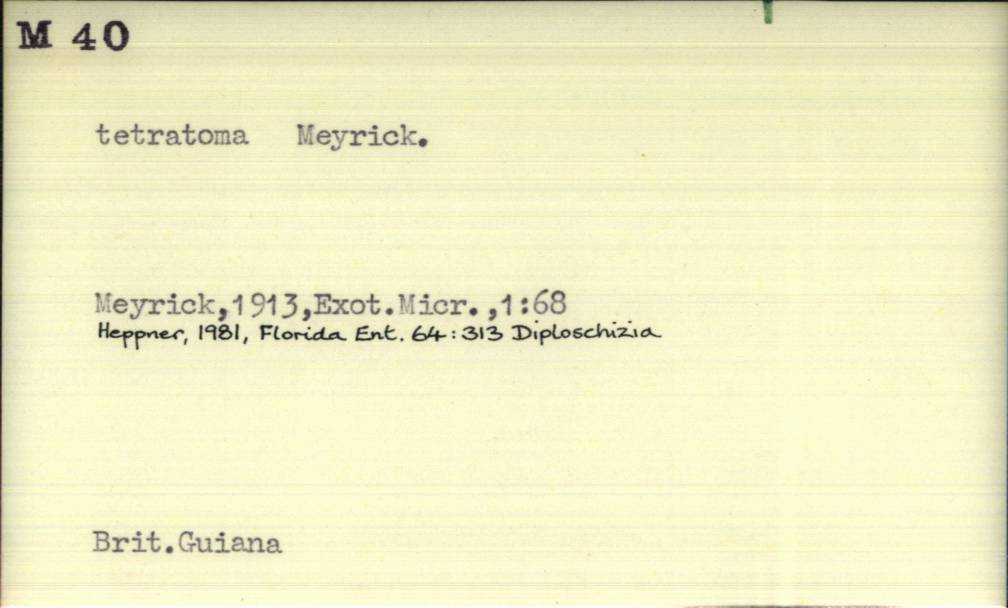 M 40
tetratoma Meyrick.
Meyrick,1913,Exot.Micr.,1:68
Heppner, 1981, Florida Ent. 64:313 Diploschizia
Brit.Guiana